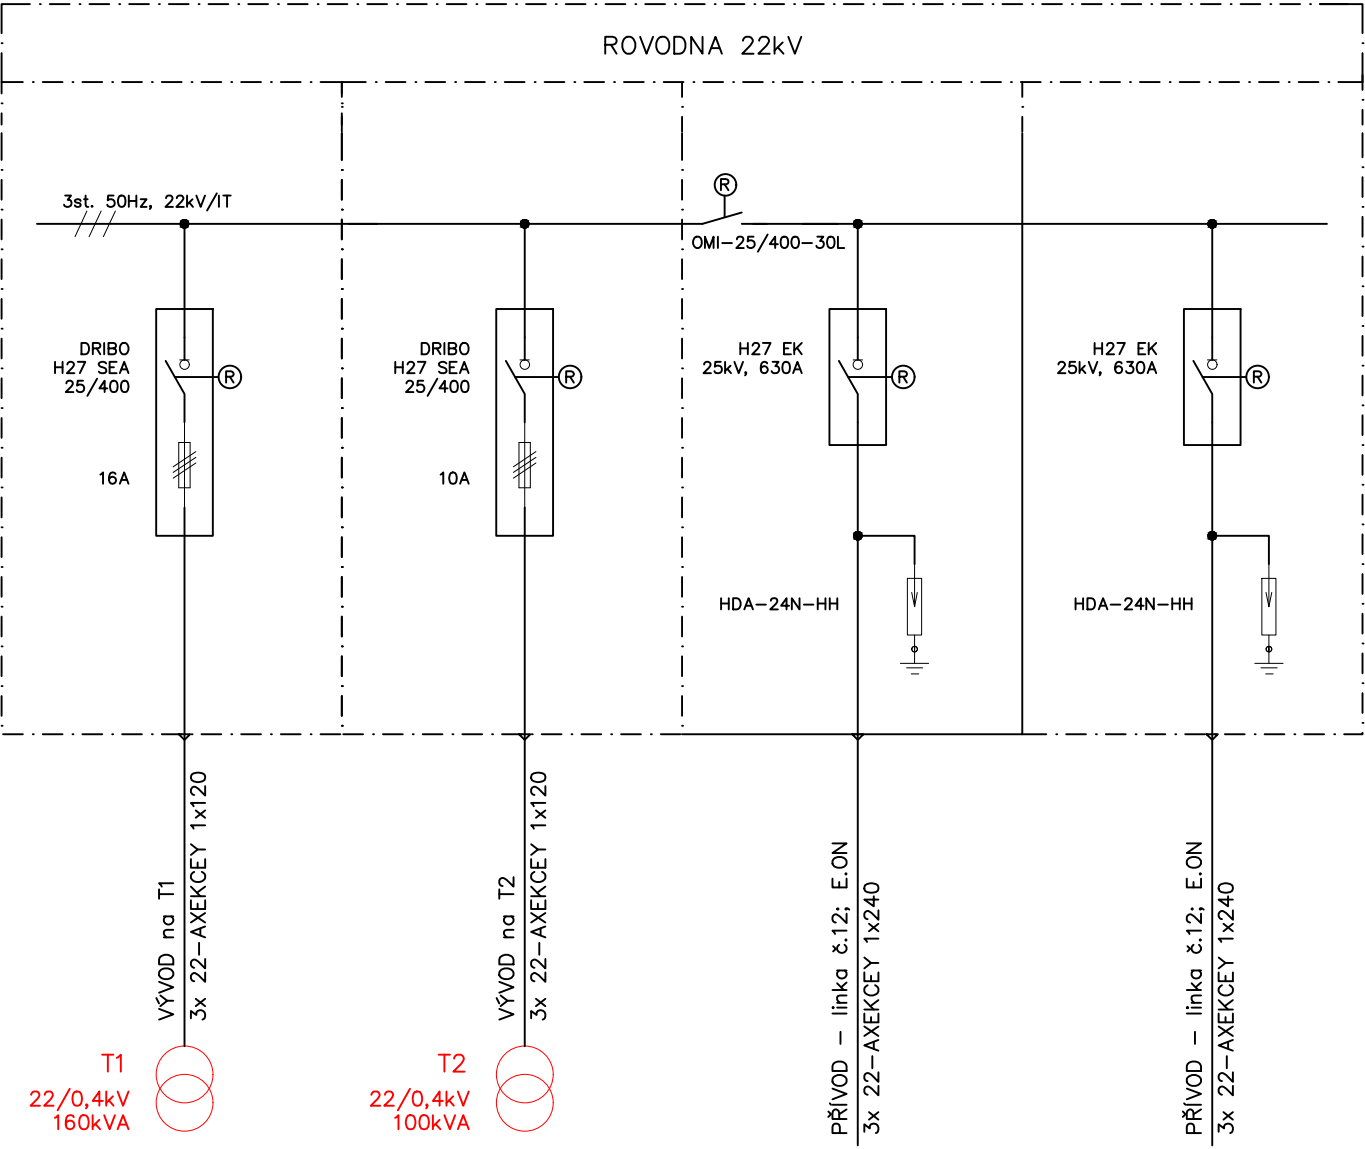 ROVODNA 22kV
3st. 50Hz, 22kV/IT
R
OMI-25/400-30L
DRIBO
H27 SEA
25/400
R
16A
DRIBO
H27 SEA
25/400
R
10A
H27 EK
25kV, 630A
R
HDA-24N-HH
H27 EK
25kV, 630A
R
HDA-24N-HH
VÝVOD na T1
3x 22-AXEKCEY 1x120
VÝVOD na T2
3x 22-AXEKCEY 1x120
PŘÍVOD - linka č.12; E.ON
3x 22-AXEKCEY 1x240
PŘÍVOD - linka č.12; E.ON
3x 22-AXEKCEY 1x240
T1
22/0,4kV
160kVA
T2
22/0,4kV
100kVA